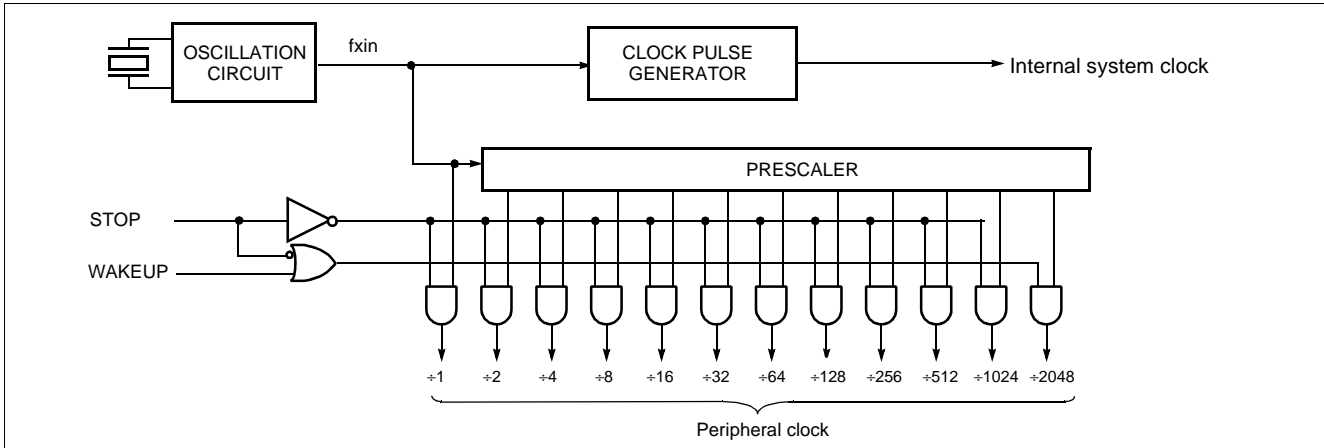 OSCILLATION
CIRCUIT
fxin
CLOCK PULSE
GENERATOR
Internal system clock
PRESCALER
STOP
WAKEUP
÷1 ÷2 ÷4 ÷8 ÷16 ÷32 ÷64 ÷128 ÷256 ÷512 ÷1024 ÷2048
Peripheral clock